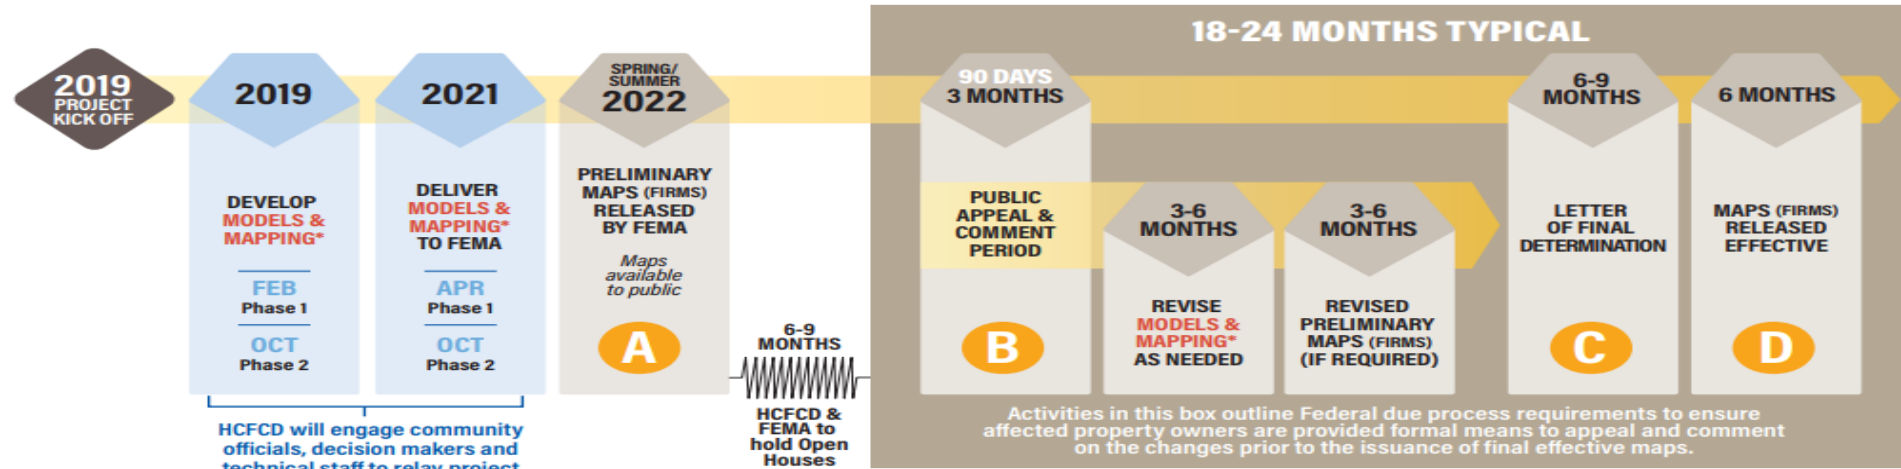 18-24 MONTHS TYPICAL
2019
PROJECT
KICK OFF
2019
DEVELOP
MODELS &
MAPPING*
FEB
Phase 1
OCT
Phase 2
2021
DELIVER
MODELS &
MAPPING*
TO FEMA
APR
Phase 1
OCT
Phase 2
HCFCD will engage community
officials, decision makers and
technical staff to relay project
SPRING/
SUMMER
2022
PRELIMINARY
MAPS (FIRMS)
RELEASED
BY FEMA
Maps
available
to public
A
6-9
MONTHS
HCFCD &
FEMA to
hold Open
Houses
90 DAYS
3 MONTHS
PUBLIC
APPEAL &
COMMENT
PERIOD
B
3-6
MONTHS
REVISE
MODELS &
MAPPING*
AS NEEDED
3-6
MONTHS
REVISED
PRELIMINARY
MAPS (FIRMS)
(IF REQUIRED)
6-9
MONTHS
LETTER
OF FINAL
DETERMINATION
C
6 MONTHS
MAPS (FIRMS)
RELEASED
EFFECTIVE
D
Activities in this box outline Federal due process requirements to ensure
affected property owners are provided formal means to appeal and comment
on the changes prior to the issuance of final effective maps.